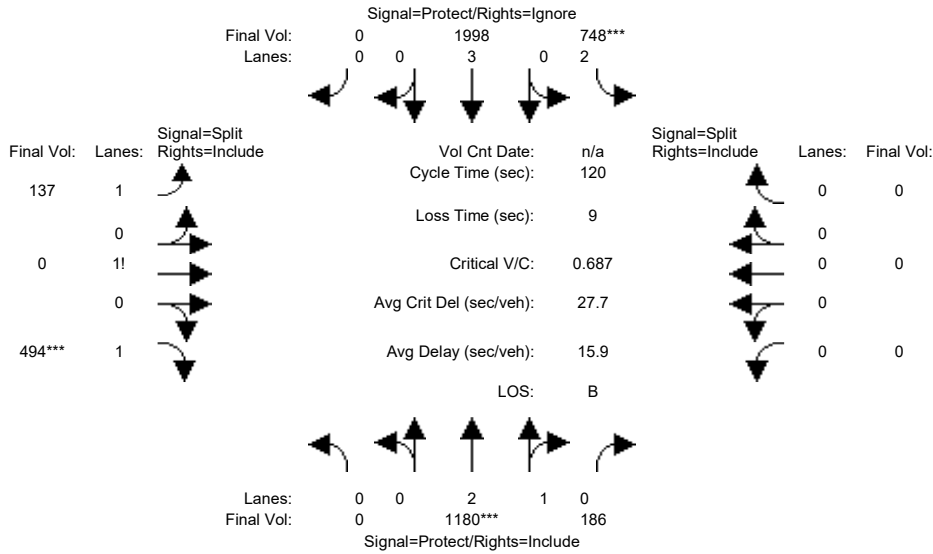 Signal=Protect/Rights=Ignore
Final Vol: 0 1998 748***
Lanes: 0 0 3 0 2
Signal=Split
Final Vol: Lanes: Rights=Include
Vol Cnt Date: n/a
Signal=Split
Rights=Include Lanes: Final Vol:
Cycle Time (sec): 120
137 1
0 0
Loss Time (sec): 9
0
0
0 1!
Critical V/C: 0.687
0 0
0
Avg Crit Del (sec/veh): 27.7
0
494*** 1
Avg Delay (sec/veh): 15.9
0 0
LOS: B
Lanes: 0 0 2 1 0
Final Vol: 0 1180*** 186
Signal=Protect/Rights=Include